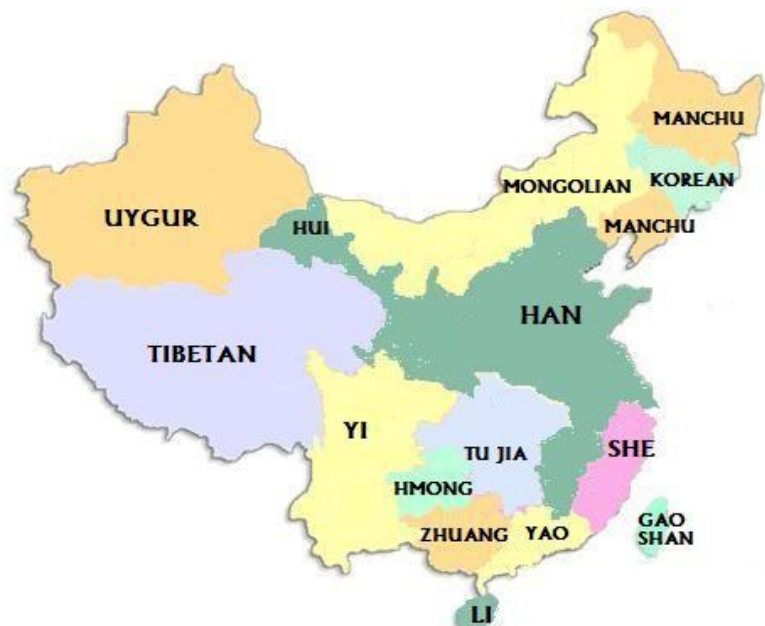 MANCHU
KOREAN
MONGOLIAN
UYGUR
HUI
MANCHU
HAN
TIBETAN
YI
SHE
TU JIA
HMONG
GAO
SHAN
ZHUANG
YAO
LI